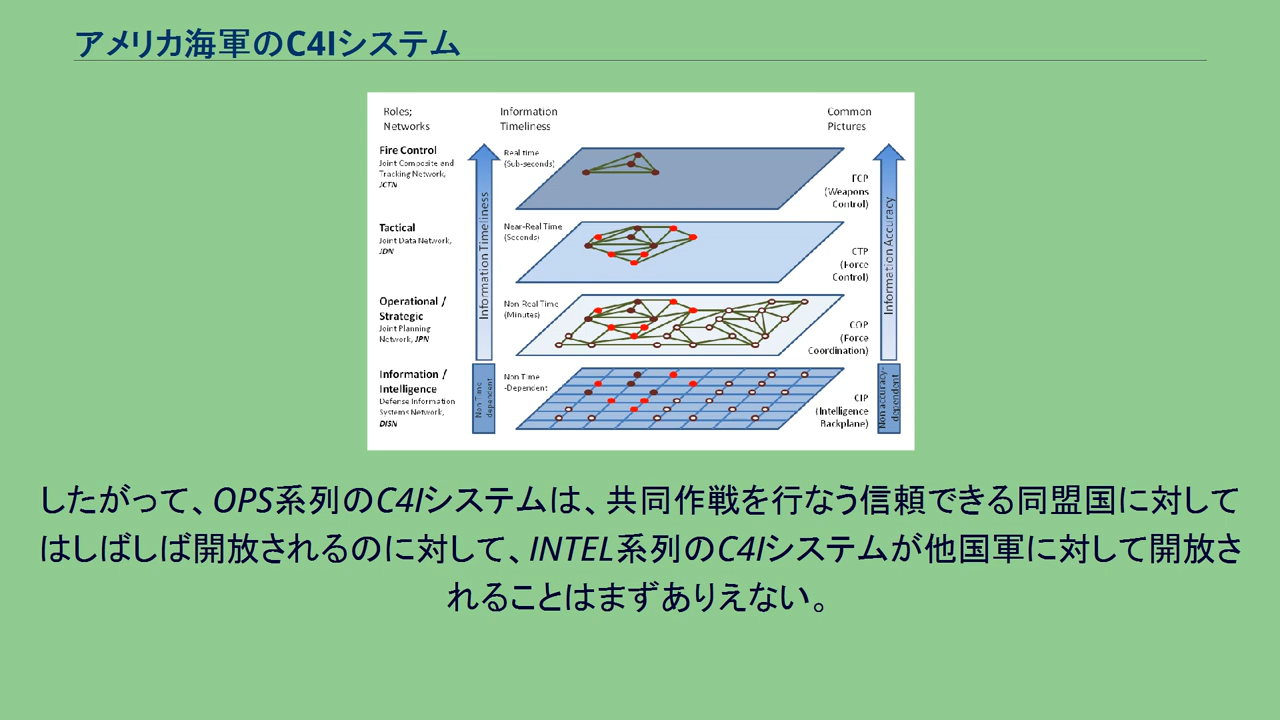 アメリカ海軍のC4Iシステム
Roles;
Networks
Information
Timeliness
Common
Pictures
Fire Control
Joint Composite and
Tracking Network,
JCTN
Real time
(Sub-seconds)
FCP
(Weapons
Control)
Tactical
Joint Data Network,
JDN
Near-Real Time
(Seconds)
CTP
(Force
Control)
Operational /
Strategic
Joint Planning
Network, JPN
Non Real Time
(Minutes)
COP
(Force
Coordination)
Information /
Intelligence
Defense Information
Systems Network,
DISN
Non Time
-Dependent
CIP
(Intelligence
Backplane)
Information Timeliness
Non Time
dependent
Information Accuracy
Non accuracy-
dependent
したがって、OPS系列のC4Iシステムは、共同作戦を行なう信頼できる同盟国に対して
はしばしば開放されるのに対して、INTEL系列のC4Iシステムが他国軍に対して開放さ
れることはまずありえない。